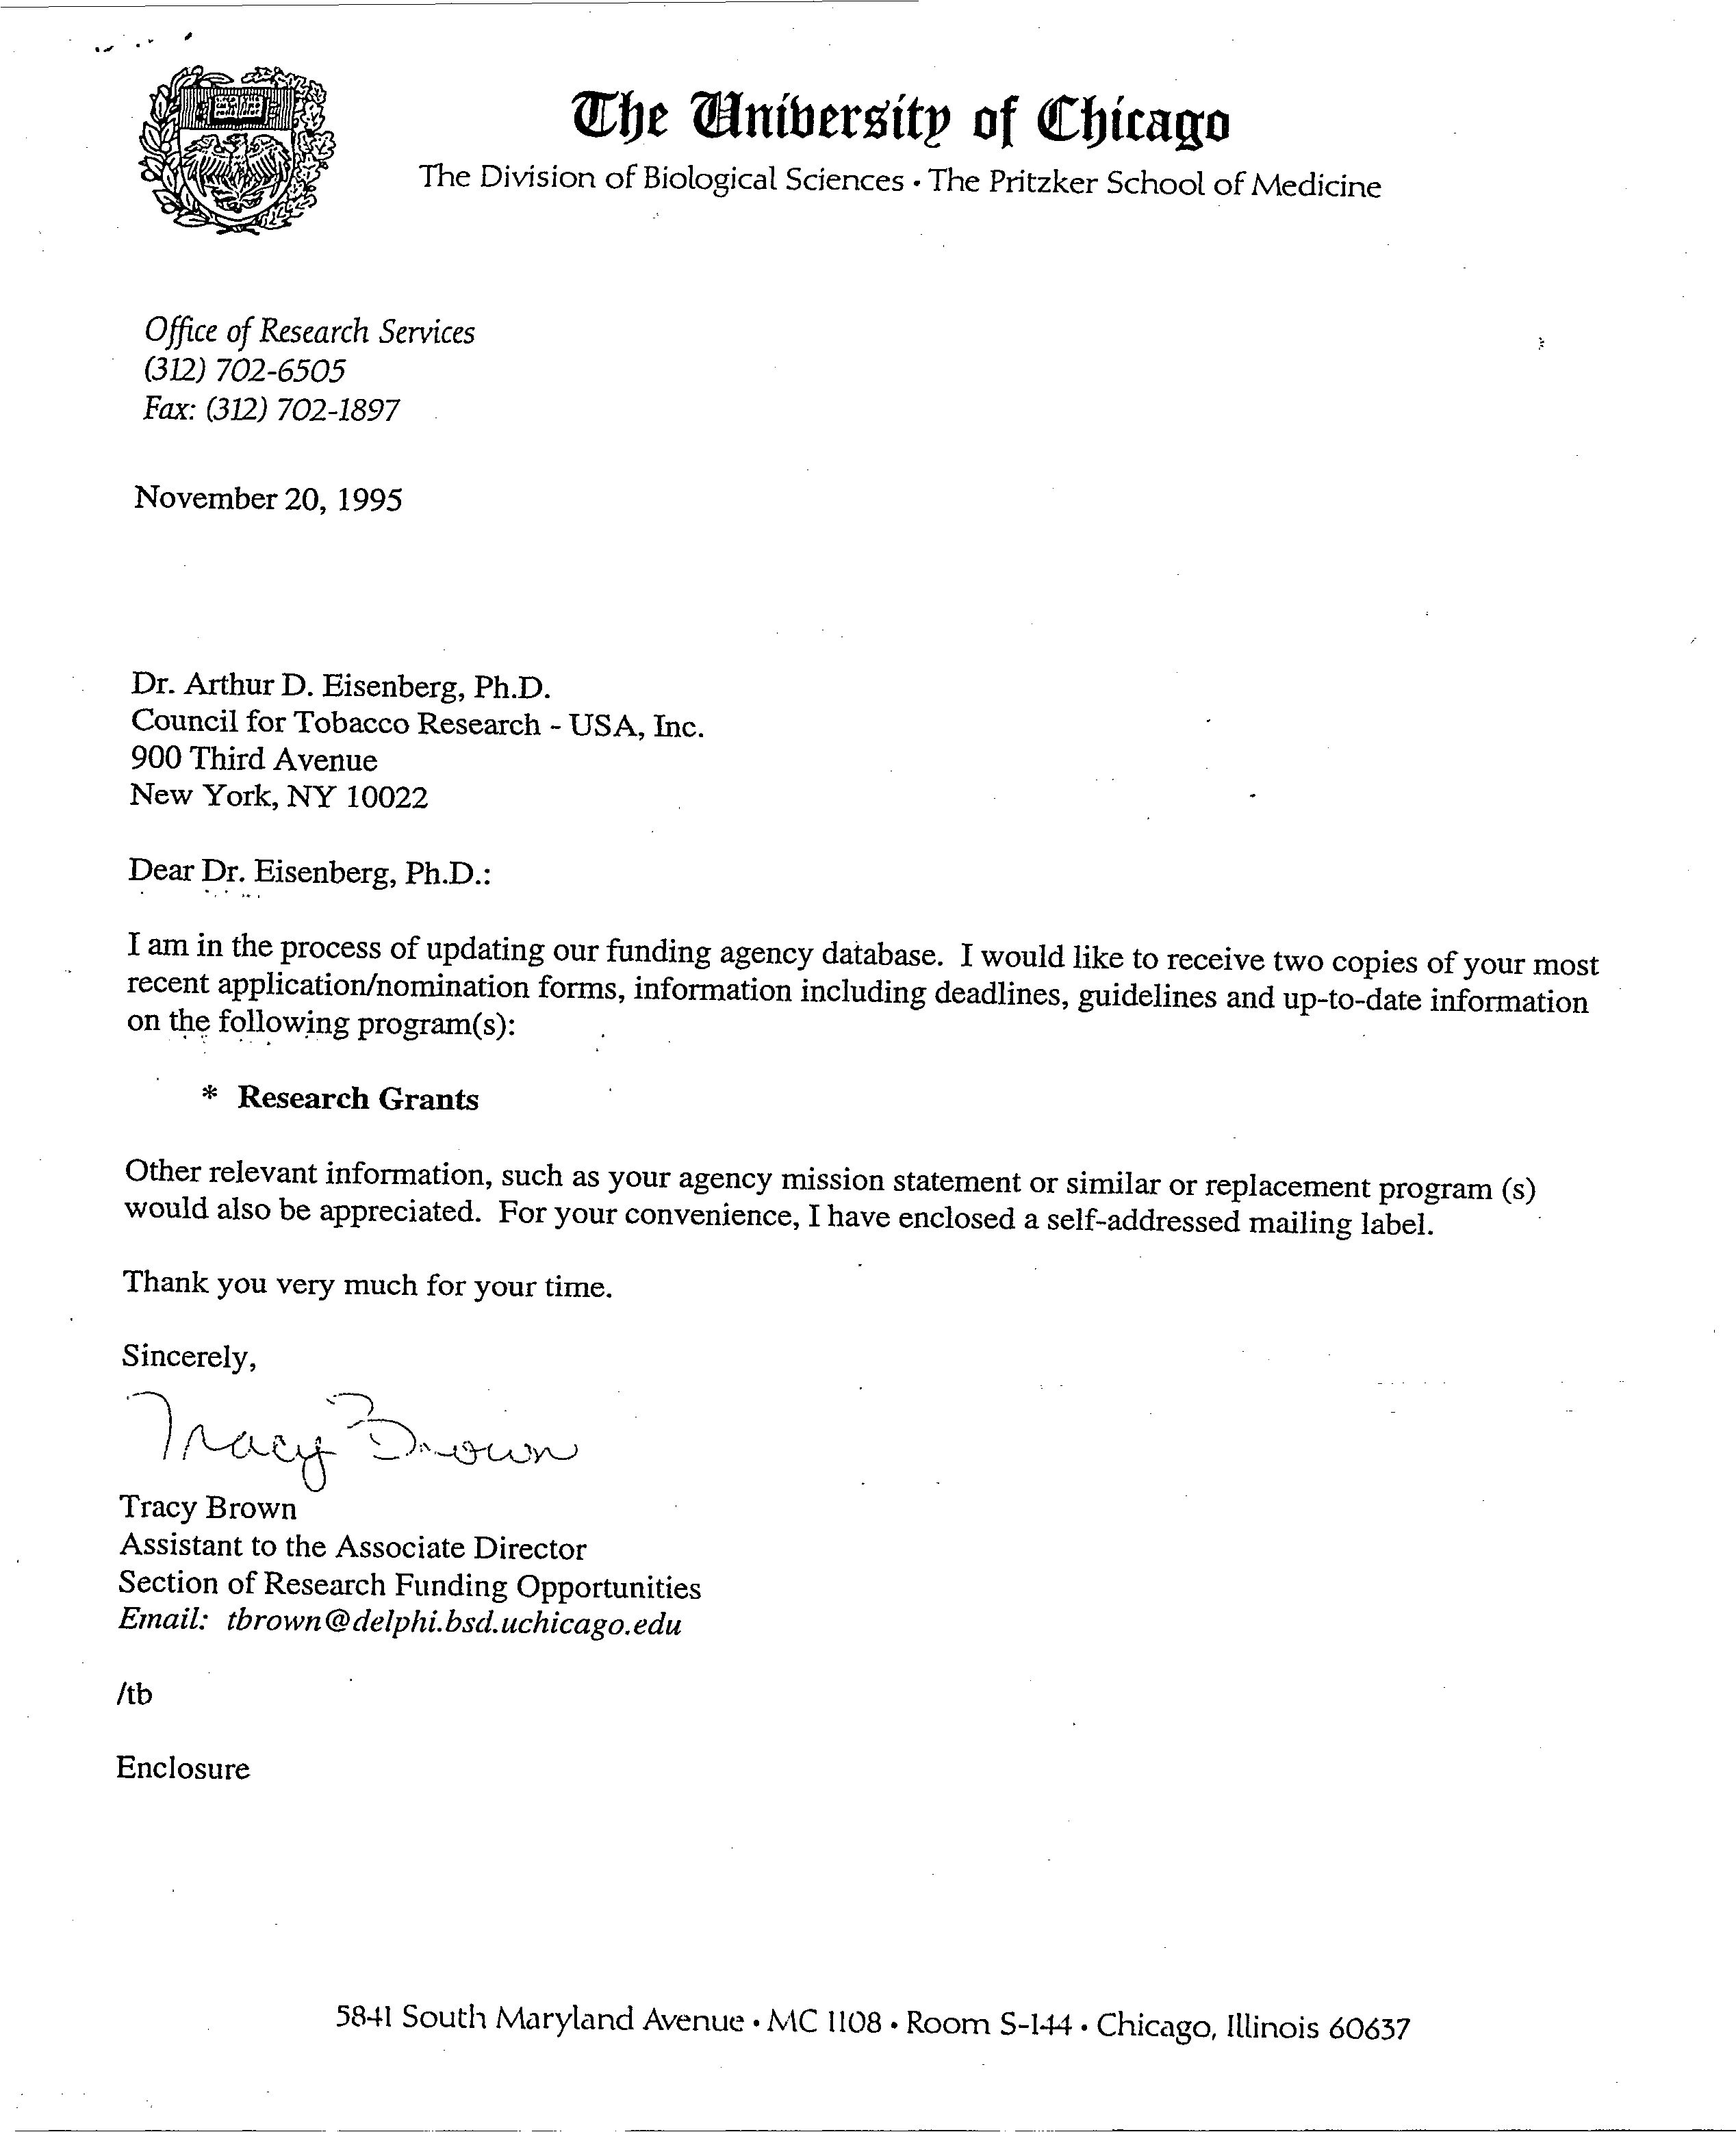 The University of Chicago
The Division of Biological Sciences · The Pritzker School of Medicine
Office of Research Services
(312) 702-6505
Fax: (312) 702-1897
November 20, 1995
Dr. Arthur D. Eisenberg, Ph.D.
Council for Tobacco Research - USA, Inc.
900 Third Avenue
New York, NY 10022
Dear Dr. Eisenberg, Ph.D.:
I am in the process of updating our funding agency database.  I would like to receive two copies of your most
recent application/nomination forms, information including deadlines, guidelines and up-to-date information
on the following program(s):
* Research Grants
Other relevant information, such as your agency mission statement or similar or replacement program (s)
would also be appreciated.  For your convenience, I have enclosed a self-addressed mailing label.
Thank you very much for your time.
Sincerely,
Tracy Brown
Tracy Brown
Assistant to the Associate Director
Section of Research Funding Opportunities
Email: tbrown@delphi.bsd.uchicago.edu
/tb
Enclosure
5841 South Maryland Avenue · MC 1108 · Room S-144 · Chicago, Illinois 60637